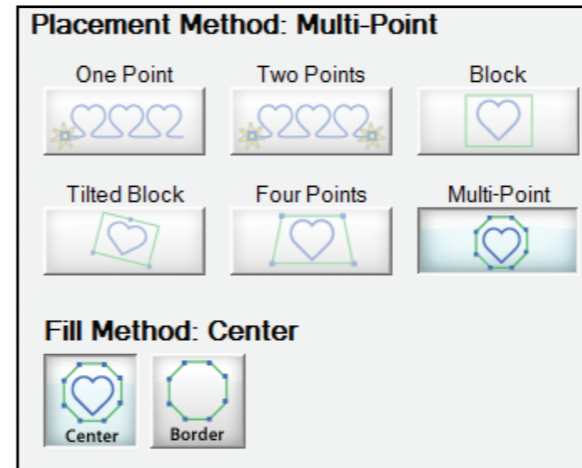 Placement Method: Multi-Point
One Point Two Points Block
Tilted Block Four Points Multi-Point
Fill Method: Center
Center Border